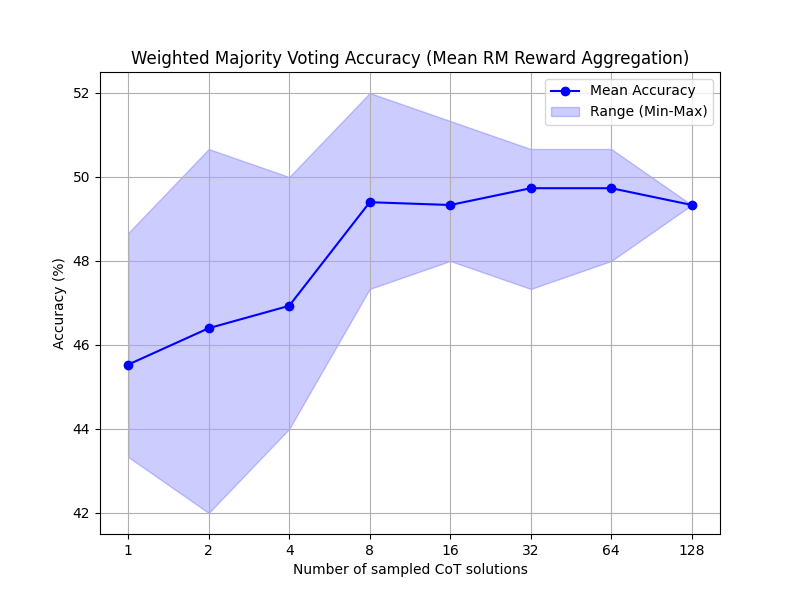 Weighted Majority Voting Accuracy (Mean RM Reward Aggregation)
Mean Accuracy
Range (Min-Max)
Accuracy (%)
52
50
48
46
44
42
1 2 4 8 16 32 64 128
Number of sampled CoT solutions